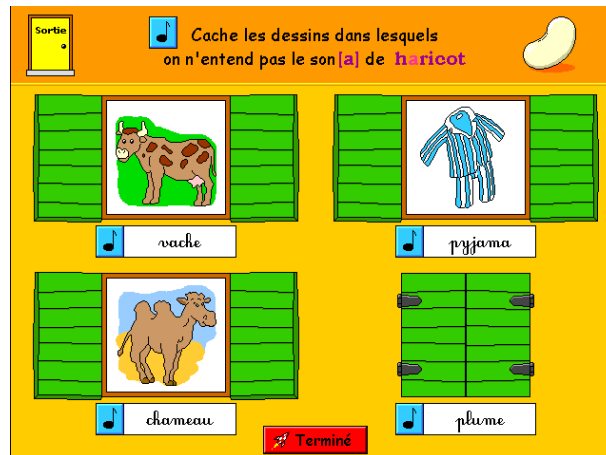 Sortie
Cache les dessins dans lesquels
on n'entend pas le son [a] de haricot
vache
pyjama
chameau
plume
Terminé